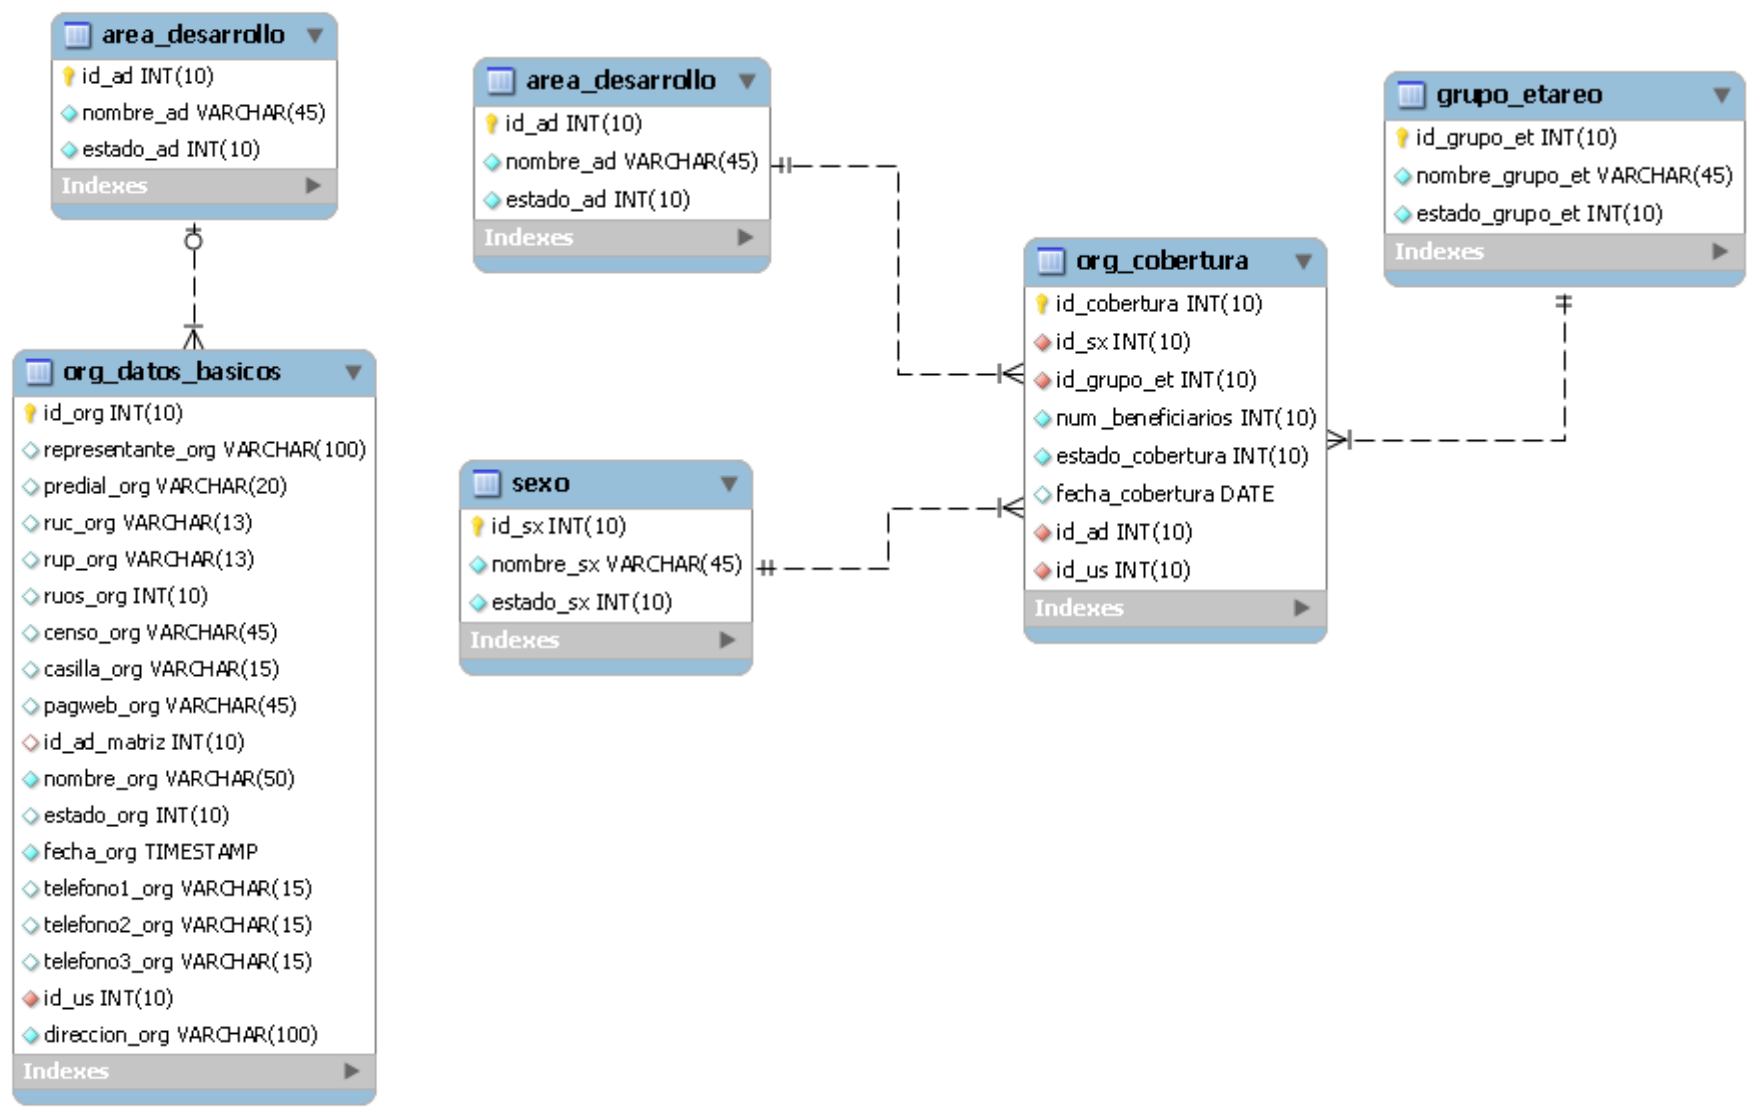 area_desarrollo
id_ad INT(10)
nombre_ad VARCHAR(45)
estado_ad INT(10)
Indexes
org_datos_basicos
id_org INT(10)
representante_org VARCHAR(100)
predial_org VARCHAR(20)
ruc_org VARCHAR(13)
rup_org VARCHAR(13)
ruos_org INT(10)
censo_org VARCHAR(45)
casilla_org VARCHAR(15)
pagweb_org VARCHAR(45)
id_ad_matriz INT(10)
nombre_org VARCHAR(50)
estado_org INT(10)
fecha_org TIMESTAMP
telefono1_org VARCHAR(15)
telefono2_org VARCHAR(15)
telefono3_org VARCHAR(15)
id_us INT(10)
direccion_org VARCHAR(100)
Indexes
area_desarrollo
id_ad INT(10)
nombre_ad VARCHAR(45)
estado_ad INT(10)
Indexes
sexo
id_sx INT(10)
nombre_sx VARCHAR(45)
estado_sx INT(10)
Indexes
org_cobertura
id_cobertura INT(10)
id_sx INT(10)
id_grupo_et INT(10)
num_beneficiarios INT(10)
estado_cobertura INT(10)
fecha_cobertura DATE
id_ad INT(10)
id_us INT(10)
Indexes
grupo_etareo
id_grupo_et INT(10)
nombre_grupo_et VARCHAR(45)
estado_grupo_et INT(10)
Indexes